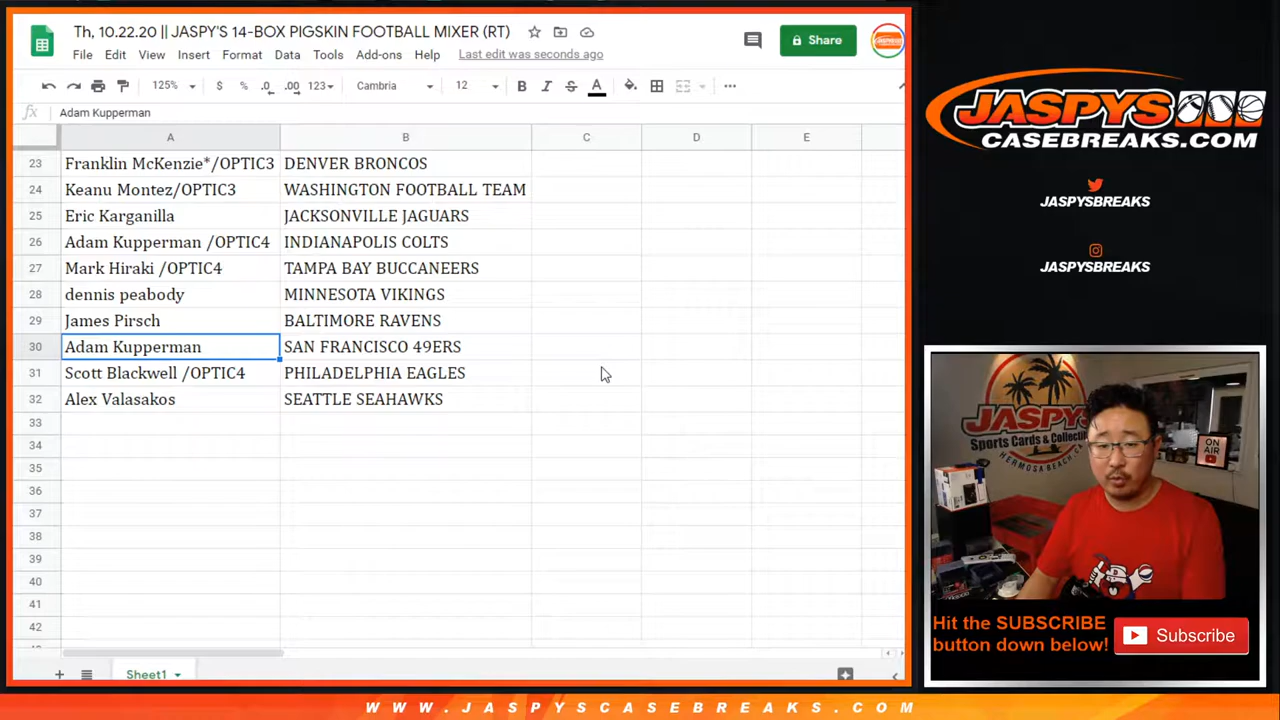 Th, 10.22.20 || JASPY'S 14-BOX PIGSKIN FOOTBALL MIXER (RT)
File Edit View Insert Format Data Tools Add-ons Help Last edit was seconds ago
Share
125% $ % .0 .00 123 Cambria 12 B I S A
fx Adam Kupperman
A B C D E
23 Franklin McKenzie*/OPTIC3 DENVER BRONCOS
24 Keanu Montez/OPTIC3 WASHINGTON FOOTBALL TEAM
25 Eric Karganilla JACKSONVILLE JAGUARS
26 Adam Kupperman /OPTIC4 INDIANAPOLIS COLTS
27 Mark Hiraki /OPTIC4 TAMPA BAY BUCCANEERS
28 dennis peabody MINNESOTA VIKINGS
29 James Pirsch BALTIMORE RAVENS
30 Adam Kupperman SAN FRANCISCO 49ERS
31 Scott Blackwell /OPTIC4 PHILADELPHIA EAGLES
32 Alex Valasakos SEATTLE SEAHAWKS
33
34
35
36
37
38
39
40
41
42
Sheet1
JASPYS
CASEBREAKS.COM
JASPYSBREAKS
JASPYSBREAKS
JASPYS
Sports Cards & Collectibles
HERMOSA BEACH, CA
ON AIR
Hit the SUBSCRIBE
button down below!
Subscribe
WWW.JASPYSCASEBREAKS.COM